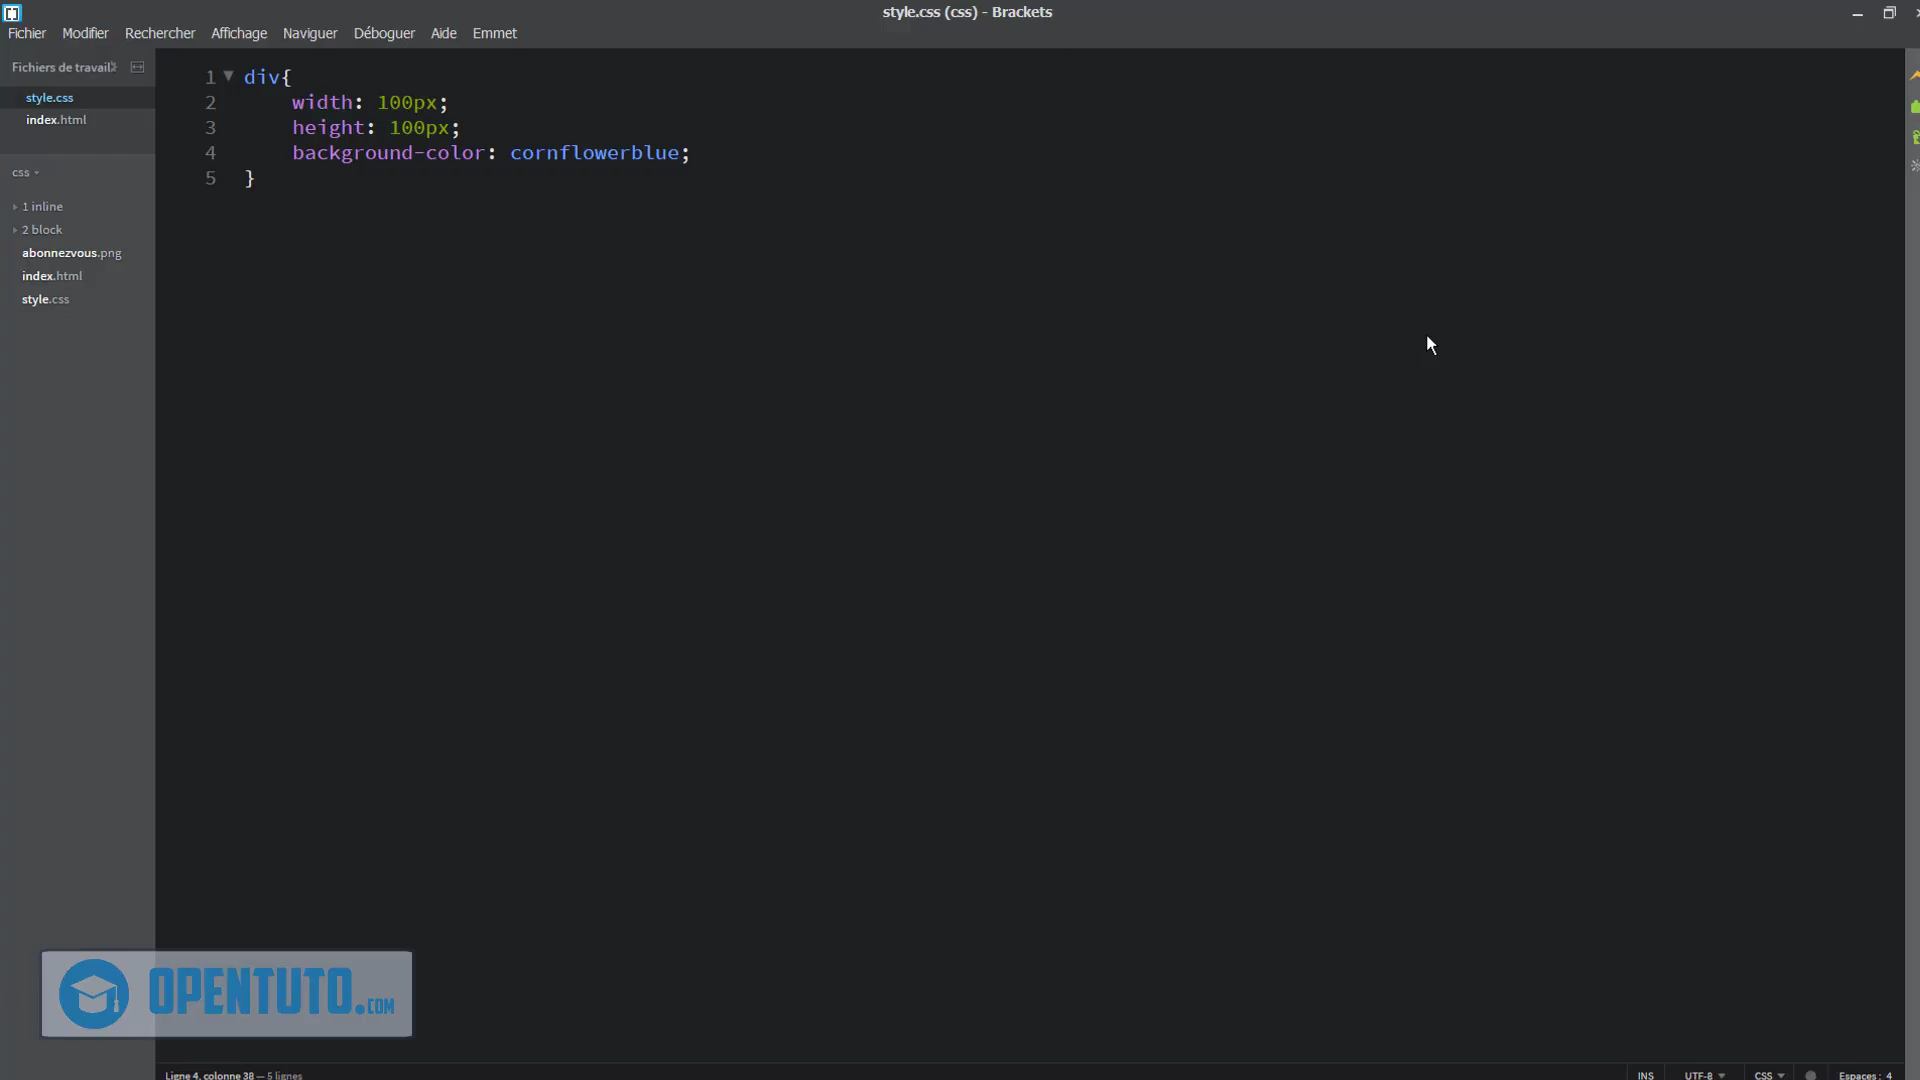 style.css (css) - Brackets
Fichier Modifier Rechercher Affichage Naviguer Déboguer Aide Emmet
Fichiers de travail
style.css
index.html
css
1 inline
2 block
abonnezvous.png
index.html
style.css
1 div{
2 width: 100px;
3 height: 100px;
4 background-color: cornflowerblue;
5 }
OPENTUTO.COM
Ligne 4, colonne 38 — 5 lignes
INS UTF-8 CSS Espaces : 4